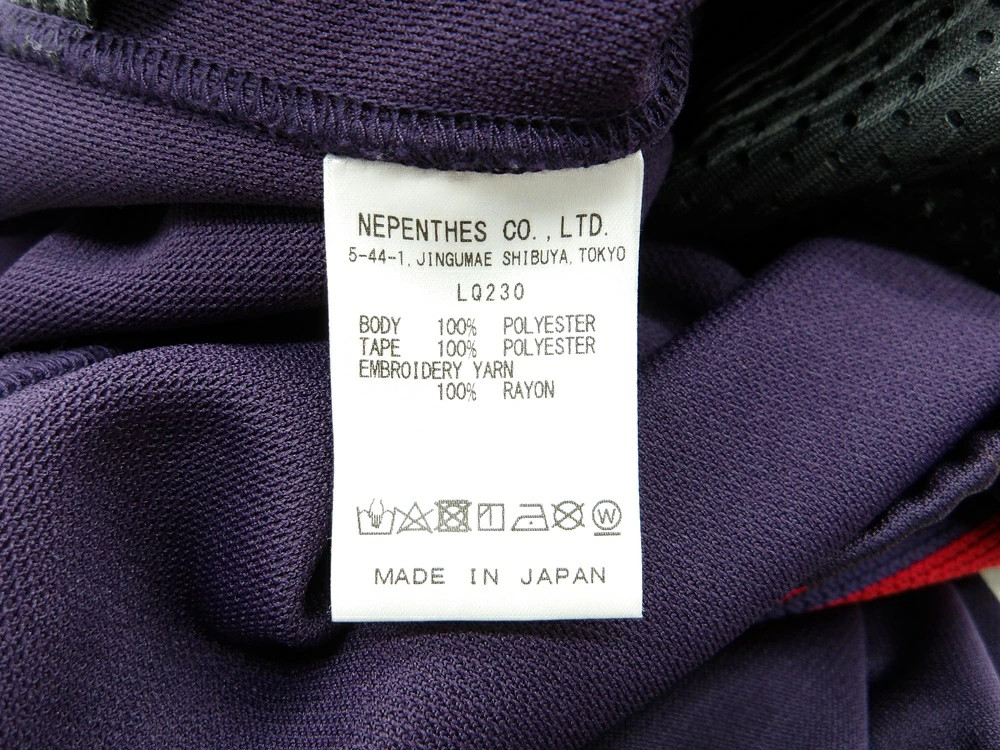 NEPENTHES CO.,LTD.
5-44-1, JINGUMAE SHIBUYA, TOKYO
LQ230
BODY 100% POLYESTER
TAPE 100% POLYESTER
EMBROIDERY YARN
100% RAYON
W
MADE IN JAPAN